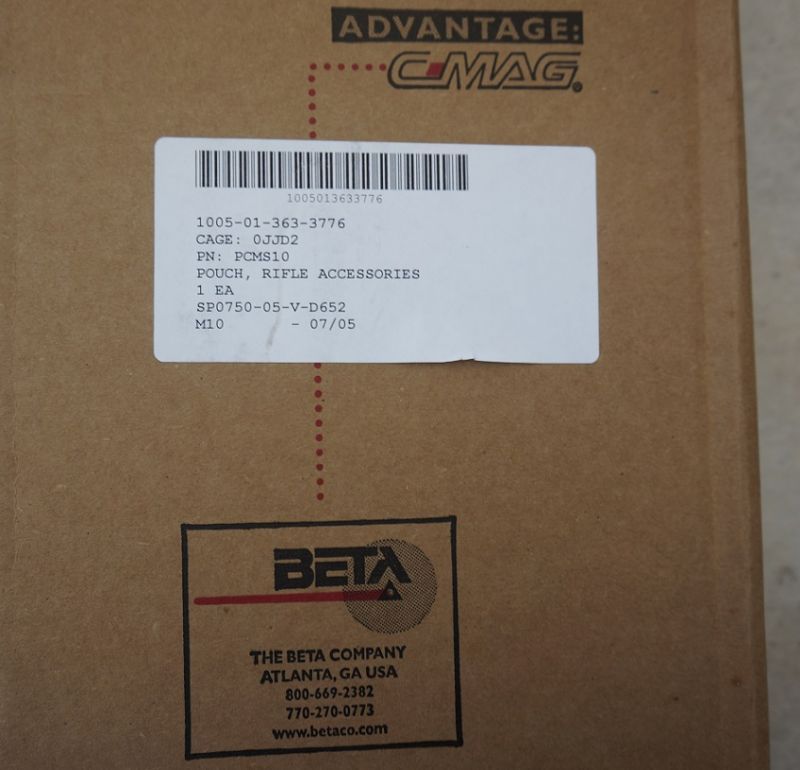 ADVANTAGE:
C-MAG®
1005013633776
1005-01-363-3776
CAGE: 0JJD2
PN: PCMS10
POUCH, RIFLE ACCESSORIES
1 EA
SP0750-05-V-D652
M10 - 07/05
BETA
THE BETA COMPANY
ATLANTA, GA USA
800-669-2382
770-270-0773
www.betaco.com